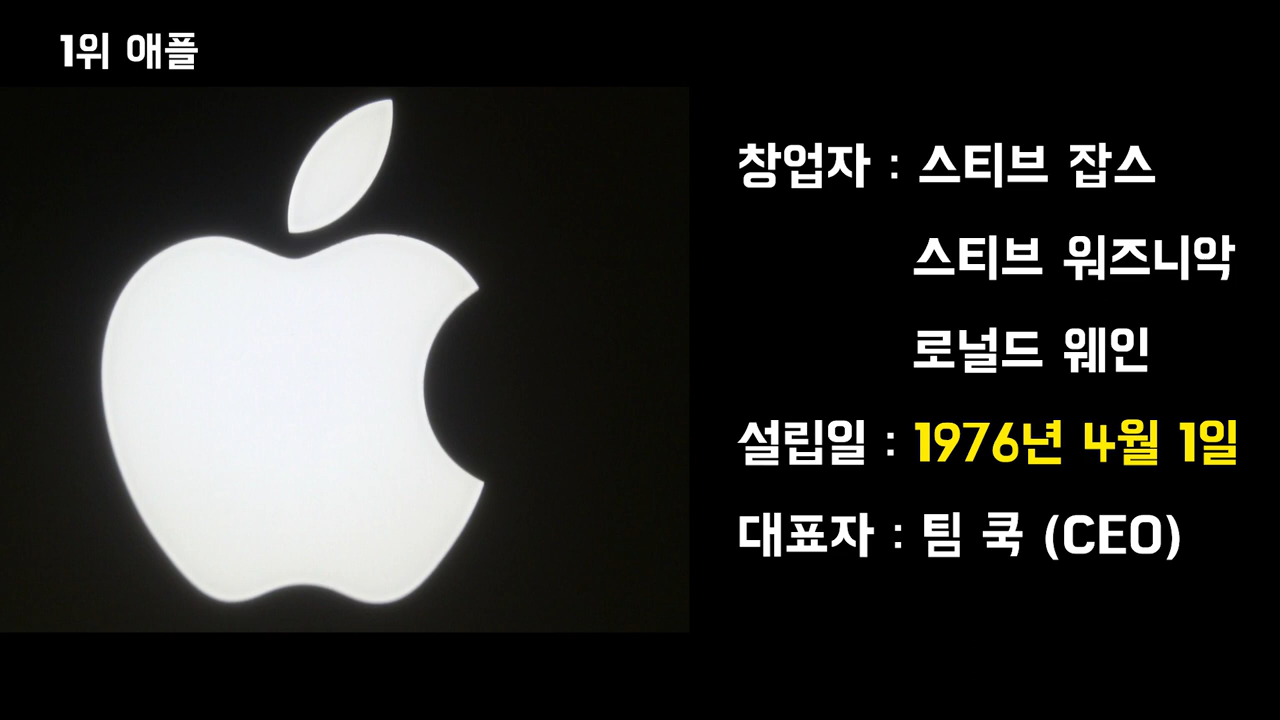 1위 애플
창업자 : 스티브 잡스
스티브 워즈니악
로널드 웨인
설립일 : 1976년 4월 1일
대표자 : 팀 쿡 (CEO)